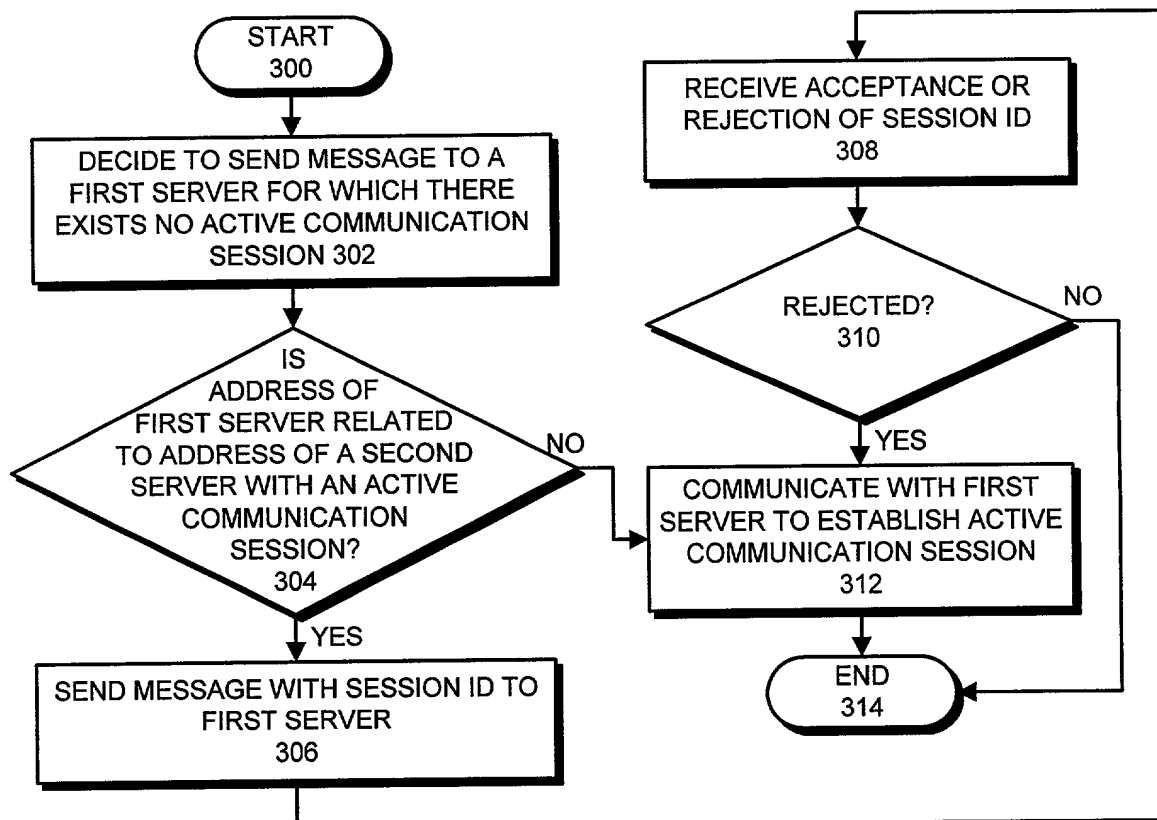 START
300
DECIDE TO SEND MESSAGE TO A
FIRST SERVER FOR WHICH THERE
EXISTS NO ACTIVE COMMUNICATION
SESSION 302
IS
ADDRESS OF
FIRST SERVER RELATED
TO ADDRESS OF A SECOND
SERVER WITH AN ACTIVE
COMMUNICATION
SESSION?
304
NO
YES
SEND MESSAGE WITH SESSION ID TO
FIRST SERVER
306
RECEIVE ACCEPTANCE OR
REJECTION OF SESSION ID
308
REJECTED?
310
NO
YES
COMMUNICATE WITH FIRST
SERVER TO ESTABLISH ACTIVE
COMMUNICATION SESSION
312
END
314